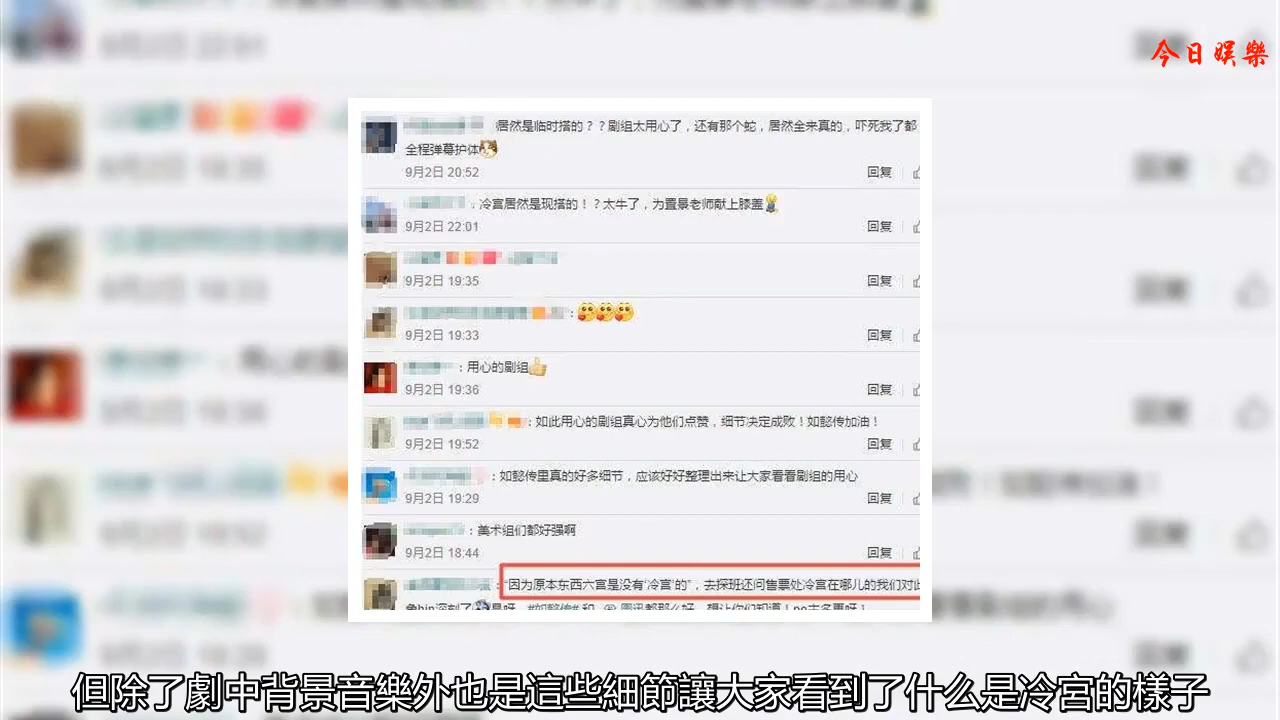 今日娱樂
居然是临时搭的？？剧组太用心了，还有那个蛇，居然全来真的，吓死我了都
全程弹幕护体
9月2日 20:52 回复
，冷宫居然是现搭的！？太牛了，为置景老师献上膝盖
9月2日 22:01 回复
9月2日 19:35 回复
：
9月2日 19:33 回复
：用心的剧组
9月2日 19:36 回复
：如此用心的剧组真心为他们点赞，细节决定成败！如懿传加油！
9月2日 19:52 回复
：如懿传里真的好多细节，应该好好整理出来让大家看看剧组的用心
9月2日 19:29 回复
：美术组们都好强啊
9月2日 18:44 回复
：“因为原本东西六宫是没有‘冷宫’的”，去探班还问售票处冷宫在哪儿的我们对此
但除了劇中背景音樂外也是這些細節讓大家看到了什么是冷宮的樣子